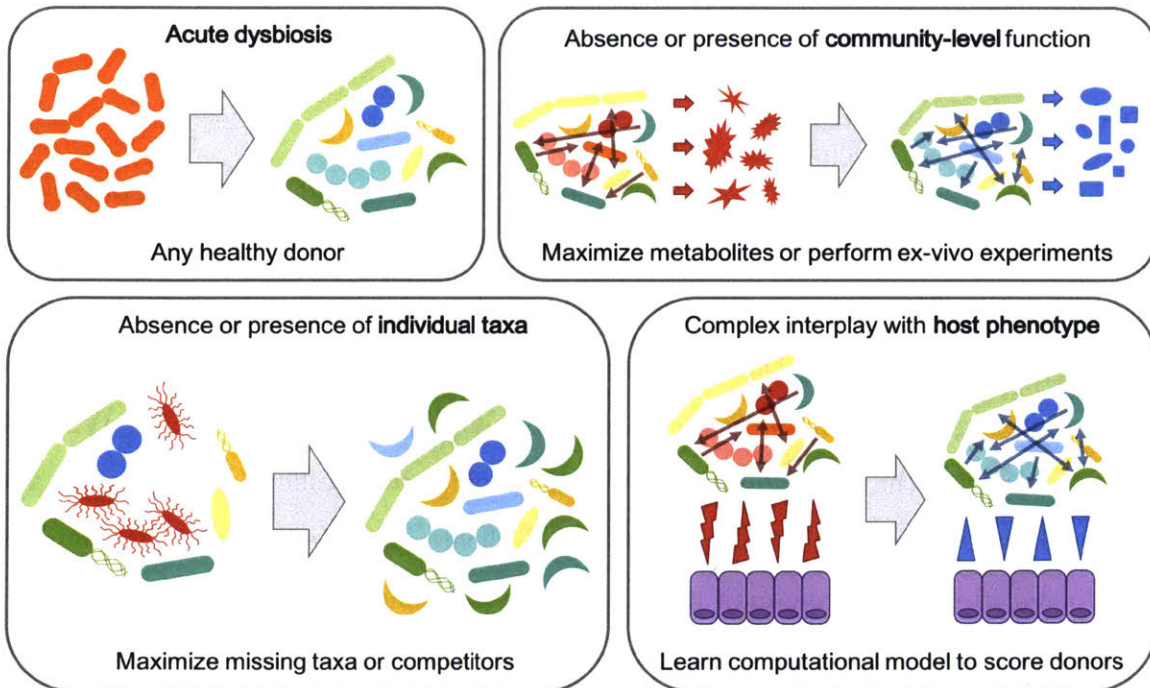 Acute dysbiosis
Any healthy donor
Absence or presence of community-level function
Maximize metabolites or perform ex-vivo experiments
Absence or presence of individual taxa
Maximize missing taxa or competitors
Complex interplay with host phenotype
Learn computational model to score donors